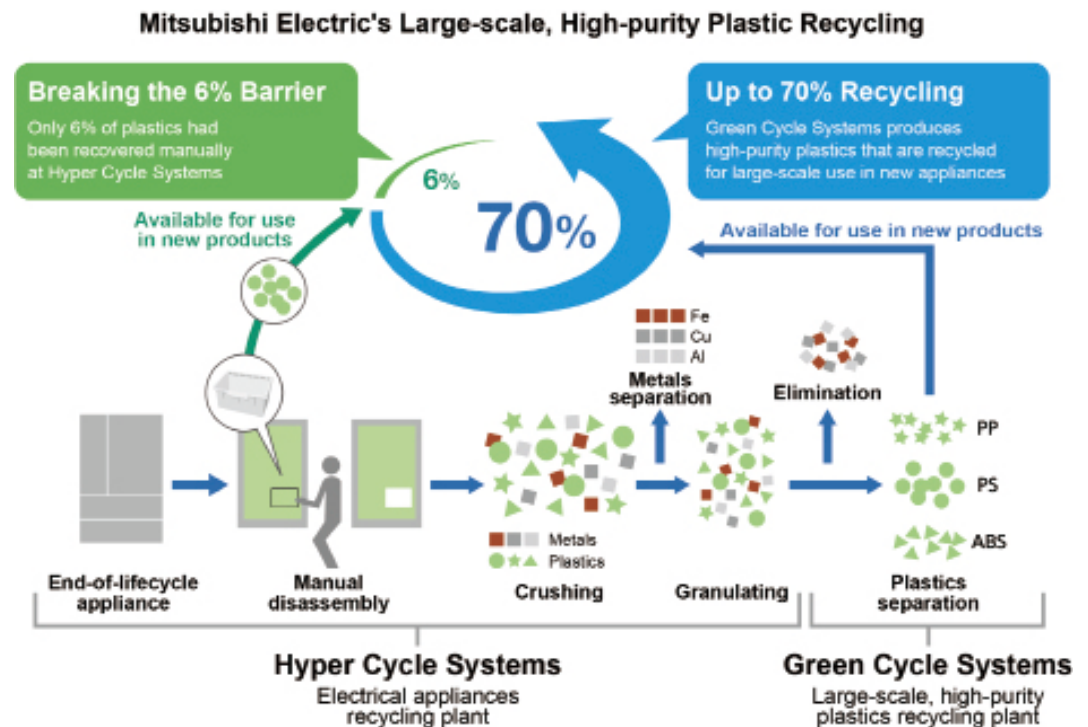 Mitsubishi Electric's Large-scale, High-purity Plastic Recycling
Breaking the 6% Barrier
Only 6% of plastics had
been recovered manually
at Hyper Cycle Systems
Up to 70% Recycling
Green Cycle Systems produces
high-purity plastics that are recycled
for large-scale use in new appliances
6%
70%
Available for use
in new products
Available for use in new products
Fe
Cu
Al
Metals
separation
Elimination
PP
PS
ABS
Metals
Plastics
End-of-lifecycle
appliance
Manual
disassembly
Crushing
Granulating
Plastics
separation
Hyper Cycle Systems
Electrical appliances
recycling plant
Green Cycle Systems
Large-scale, high-purity
plastics recycling plant